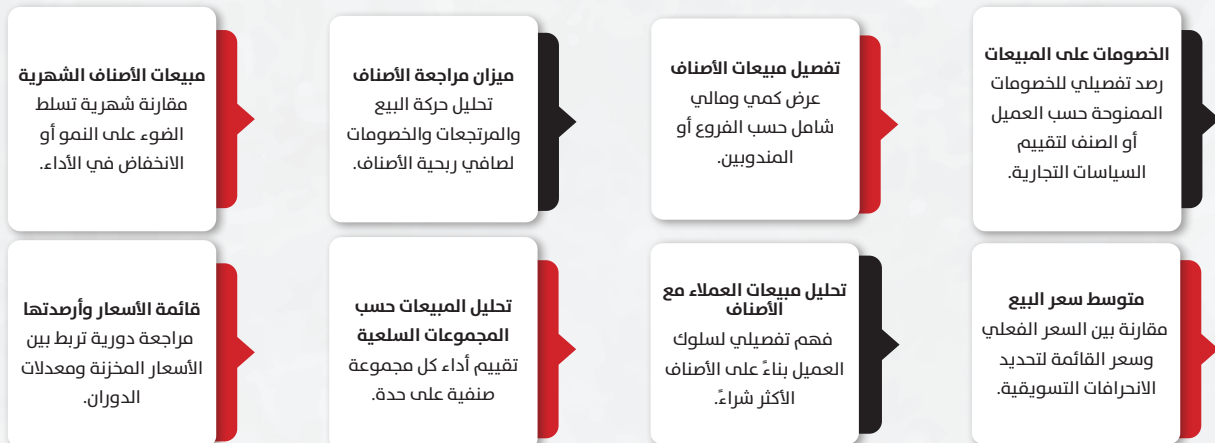 الخصومات على المبيعات
رصد تفصيلي للخصومات
الممنوحة حسب العميل
أو الصنف لتقييم
السياسات التجارية.
تفصيل مبيعات الأصناف
عرض كمي ومالي
شامل حسب الفروع أو
المندوبين.
ميزان مراجعة الأصناف
تحليل حركة البيع
والمرتجعات والخصومات
لصافي ربحية الأصناف.
مبيعات الأصناف الشهرية
مقارنة شهرية تسلط
الضوء على النمو أو
الانخفاض في الأداء.
متوسط سعر البيع
مقارنة بين السعر الفعلي
وسعر القائمة لتحديد
الانحرافات التسويقية.
تحليل مبيعات العملاء مع
الأصناف
فهم تفصيلي لسلوك
العميل بناءً على الأصناف
الأكثر شراءً.
تحليل المبيعات حسب
المجموعات السلعية
تقييم أداء كل مجموعة
صنفية على حدة.
قائمة الأسعار وأرصدتها
مراجعة دورية تربط بين
الأسعار المخزنة ومعدلات
الدوران.